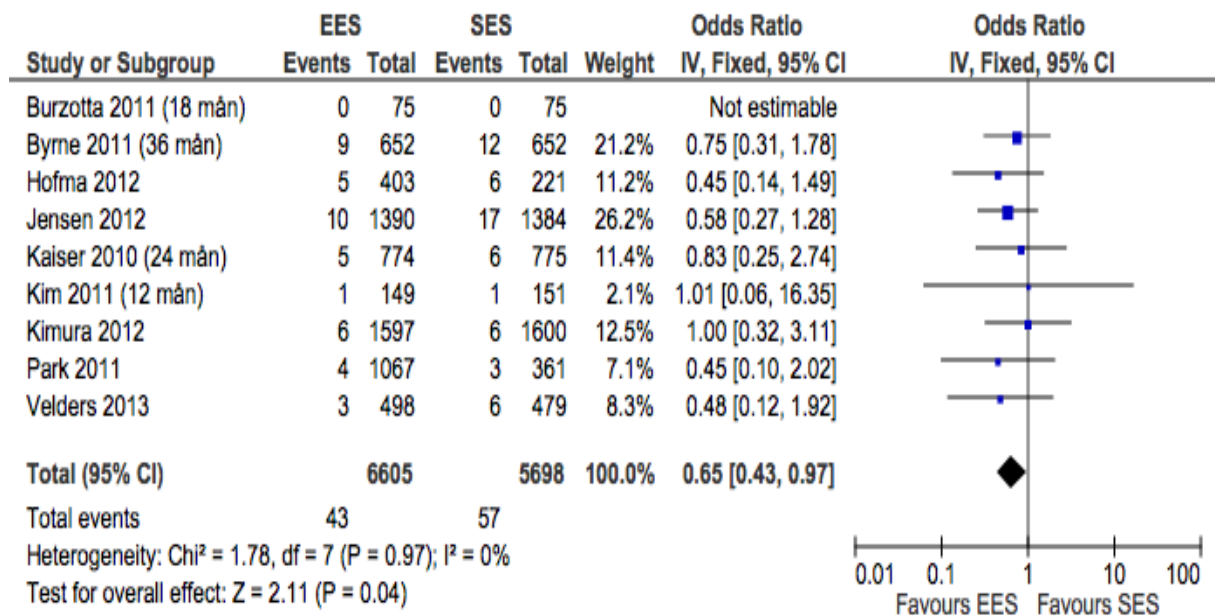 EES SES Odds Ratio Odds Ratio
Study or Subgroup Events Total Events Total Weight IV, Fixed, 95% CI IV, Fixed, 95% CI
Burzotta 2011 (18 mån) 0 75 0 75 Not estimable
Byrne 2011 (36 mån) 9 652 12 652 21.2% 0.75 [0.31, 1.78]
Hofma 2012 5 403 6 221 11.2% 0.45 [0.14, 1.49]
Jensen 2012 10 1390 17 1384 26.2% 0.58 [0.27, 1.28]
Kaiser 2010 (24 mån) 5 774 6 775 11.4% 0.83 [0.25, 2.74]
Kim 2011 (12 mån) 1 149 1 151 2.1% 1.01 [0.06, 16.35]
Kimura 2012 6 1597 6 1600 12.5% 1.00 [0.32, 3.11]
Park 2011 4 1067 3 361 7.1% 0.45 [0.10, 2.02]
Velders 2013 3 498 6 479 8.3% 0.48 [0.12, 1.92]
Total (95% CI) 6605 5698 100.0% 0.65 [0.43, 0.97]
Total events 43 57
Heterogeneity: Chi² = 1.78, df = 7 (P = 0.97); I² = 0%
Test for overall effect: Z = 2.11 (P = 0.04)
0.01 0.1 1 10 100
Favours EES Favours SES